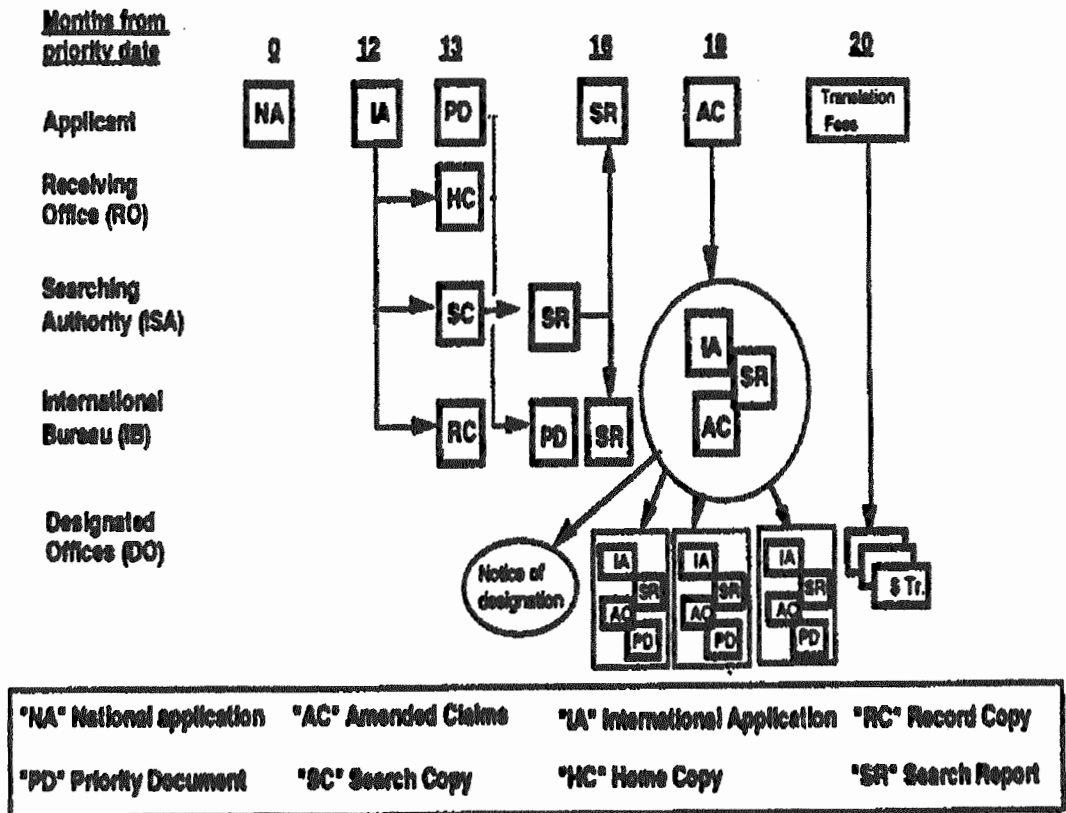 Months from
priority date 0 12 13 16 18 20
Applicant NA IA PD SR AC Translation
Fees
Receiving
Office (RO) HC
Searching
Authority (ISA) SC SR
IA
SR
AC
International
Bureau (IB) RC PD SR
Designated
Offices (DO)
Notice of
designation
IA IA IA
SR SR SR
AC AC AC
PD PD PD
$ Tr.
"NA" National application "AC" Amended Claims "IA" International Application "RC" Record Copy
"PD" Priority Document "SC" Search Copy "HC" Home Copy "SR" Search Report